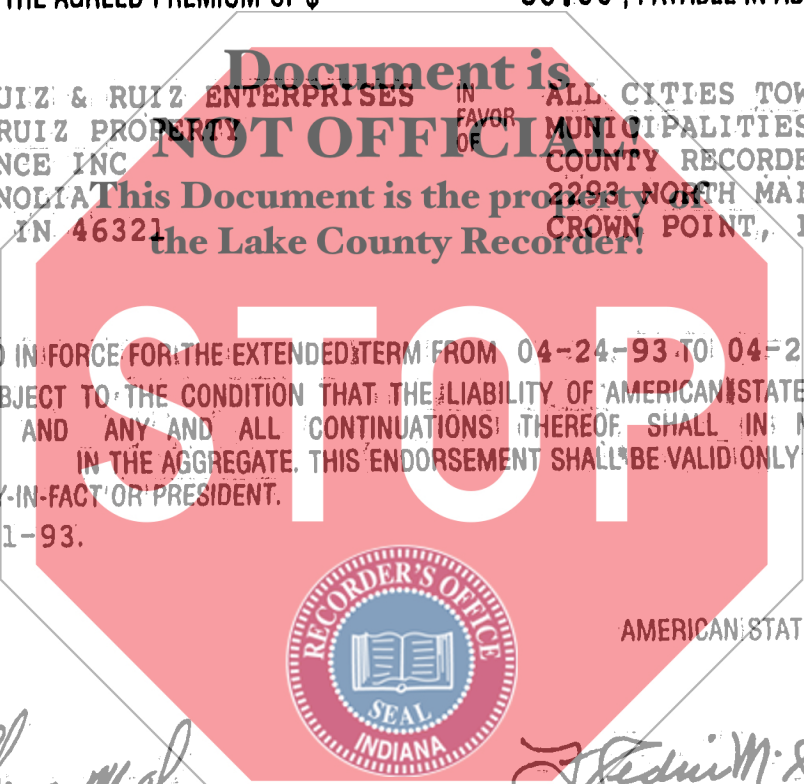 THE AGREED PREMIUM OF $
Document is
NOT OFFICIAL!
This Document is the property of
the Lake County Recorder!
UIZ & RUIZ ENTERPRISES IN ALL CITIES TOW
RUIZ PROPERTY FAVOR MUNICIPALITIES
NCE INC OF COUNTY RECORDE
NOLIA 2293 NORTH MAI
IN 46321 CROWN POINT,
STOP
IN FORCE FOR THE EXTENDED TERM FROM 04-24-93 TO 04-2
BJECT TO THE CONDITION THAT THE LIABILITY OF AMERICAN STATE
AND ANY AND ALL CONTINUATIONS THEREOF SHALL IN
IN THE AGGREGATE. THIS ENDORSEMENT SHALL BE VALID ONLY
Y-IN-FACT OR PRESIDENT.
1-93.
RECORDER'S OFFICE
SEAL
INDIANA
AMERICAN STAT